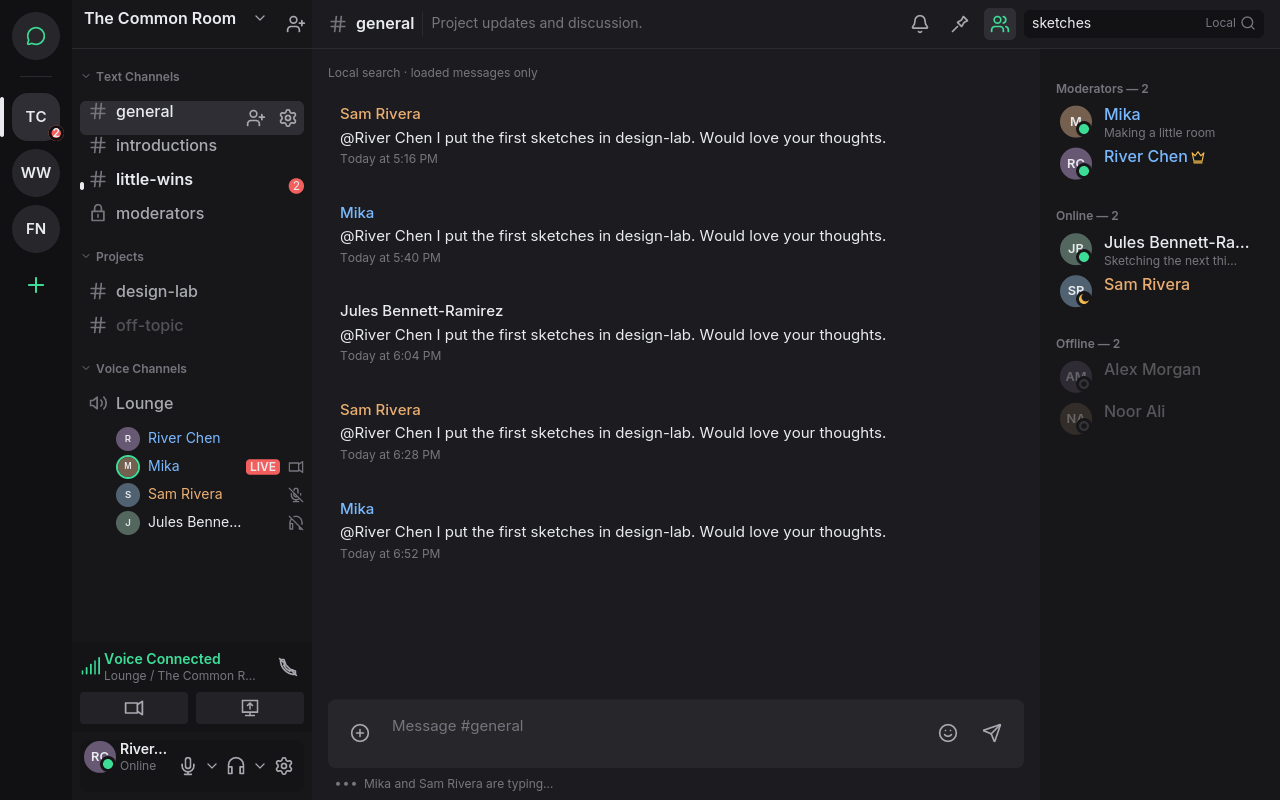 TC
2
WW
FN
The Common Room
Text Channels
general
introductions
little-wins
2
moderators
Projects
design-lab
off-topic
Voice Channels
Lounge
R
River Chen
M
Mika
LIVE
S
Sam Rivera
J
Jules Benne...
Voice Connected
Lounge / The Common R...
RC
River...
Online
general
Project updates and discussion.
sketches
Local
Local search · loaded messages only
Sam Rivera
@River Chen I put the first sketches in design-lab. Would love your thoughts.
Today at 5:16 PM
Mika
@River Chen I put the first sketches in design-lab. Would love your thoughts.
Today at 5:40 PM
Jules Bennett-Ramirez
@River Chen I put the first sketches in design-lab. Would love your thoughts.
Today at 6:04 PM
Sam Rivera
@River Chen I put the first sketches in design-lab. Would love your thoughts.
Today at 6:28 PM
Mika
@River Chen I put the first sketches in design-lab. Would love your thoughts.
Today at 6:52 PM
Message #general
Mika and Sam Rivera are typing...
Moderators — 2
M
Mika
Making a little room
RC
River Chen
Online — 2
Jules Bennett-Ra...
JB
Sketching the next thi...
SR
Sam Rivera
Offline — 2
AM
Alex Morgan
NA
Noor Ali